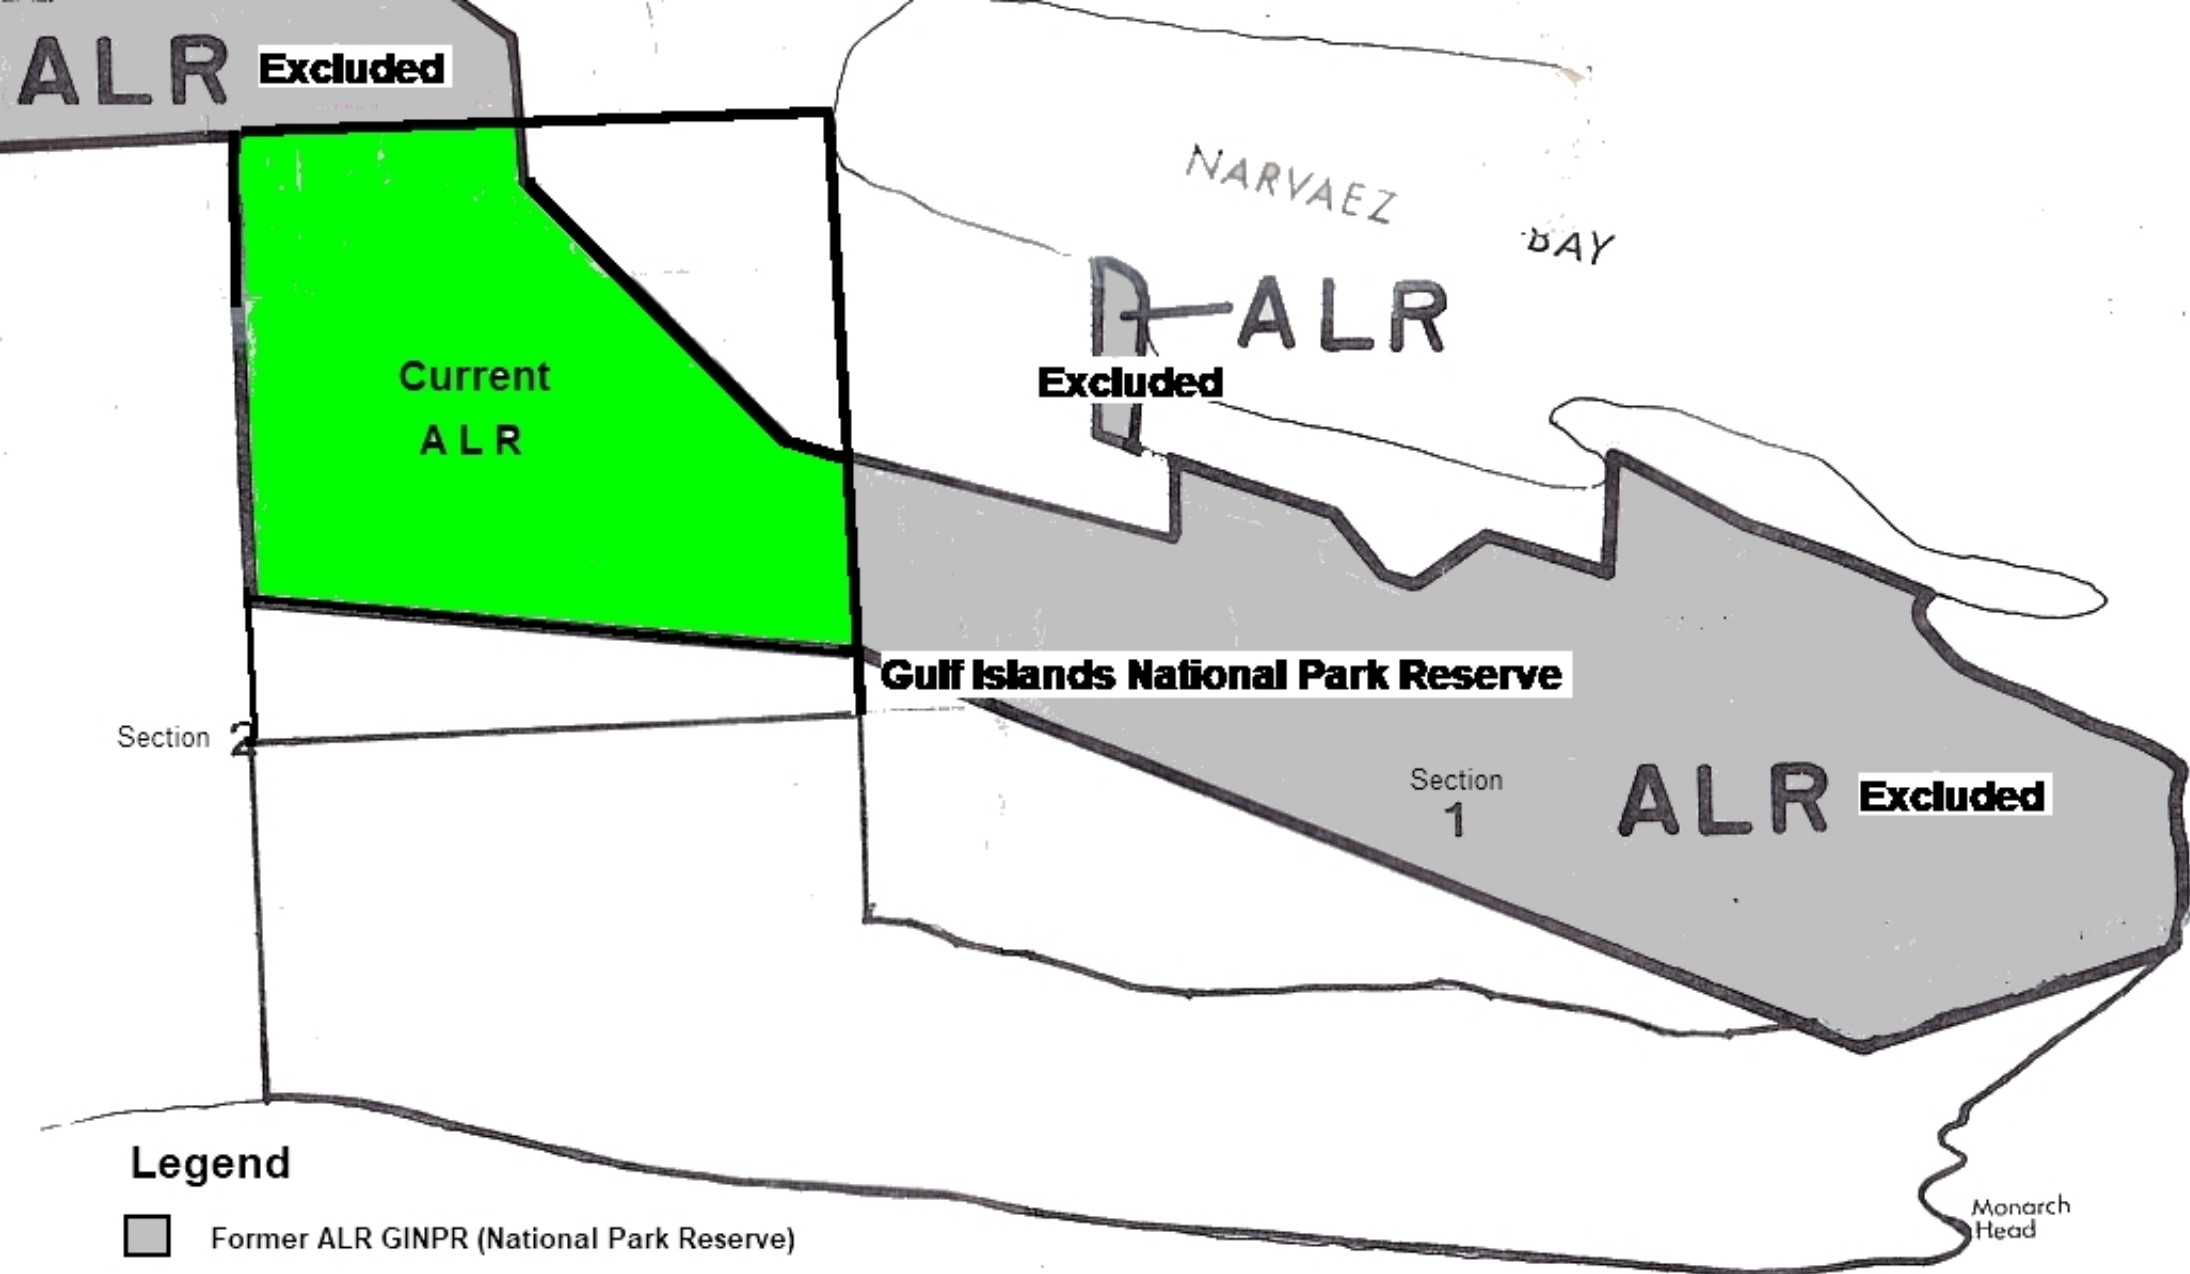 ALR Excluded
NARVAEZ
BAY
ALR
Current
Excluded
ALR
Gulf Islands National Park Reserve
Section 2
Section
1
ALR Excluded
Legend
Monarch
Head
Former ALR GINPR (National Park Reserve)